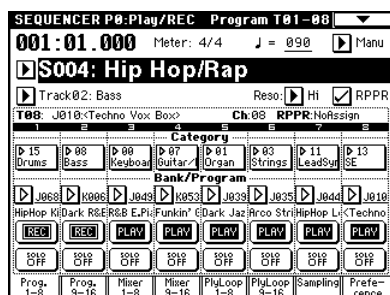 SEQUENCER P0:Play/REC Program T01-08
001:01.000 Meter: 4/4 ♩ = 090 Manu
S004: Hip Hop/Rap
Track02: Bass Reso: Hi RPPR
T08: J010:<Techno Vox Box> Ch:08 RPPR:NoAssign
1 2 3 4 5 6 7 8
Category
15 08 00 07 01 03 11 13
Drums Bass Keyboar Guitar/ Organ Strings LeadSyn SE
Bank/Program
J068 K006 J049 K053 J039 J035 J044 J010
HipHop Ki Dark R&B R&B E.Pi Funkin' Dark Jaz Arco Stri HipHop L <Techno
REC REC PLAY PLAY PLAY PLAY PLAY PLAY
SOLO OFF SOLO OFF SOLO OFF SOLO OFF SOLO OFF SOLO OFF SOLO OFF SOLO OFF
Prog. 1-8 Prog. 9-16 Mixer 1-8 Mixer 9-16 PlyLoop 1-8 PlyLoop 9-16 Sampling Prefe-rence